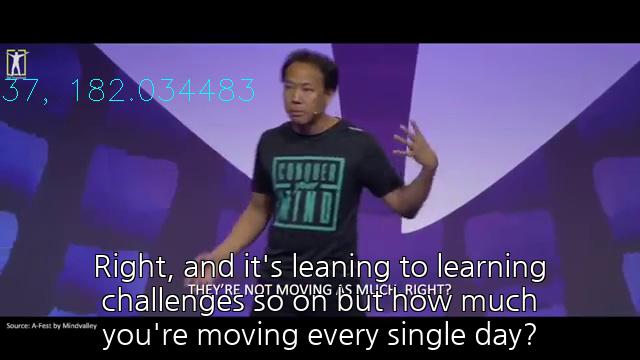 37, 182.034483
CONQUER
YOUR
MIND
Right, and it's leaning to learning
THEY'RE NOT MOVING AS MUCH, RIGHT?
challenges so on but how much
you're moving every single day?
Source: A-Fest by Mindvalley